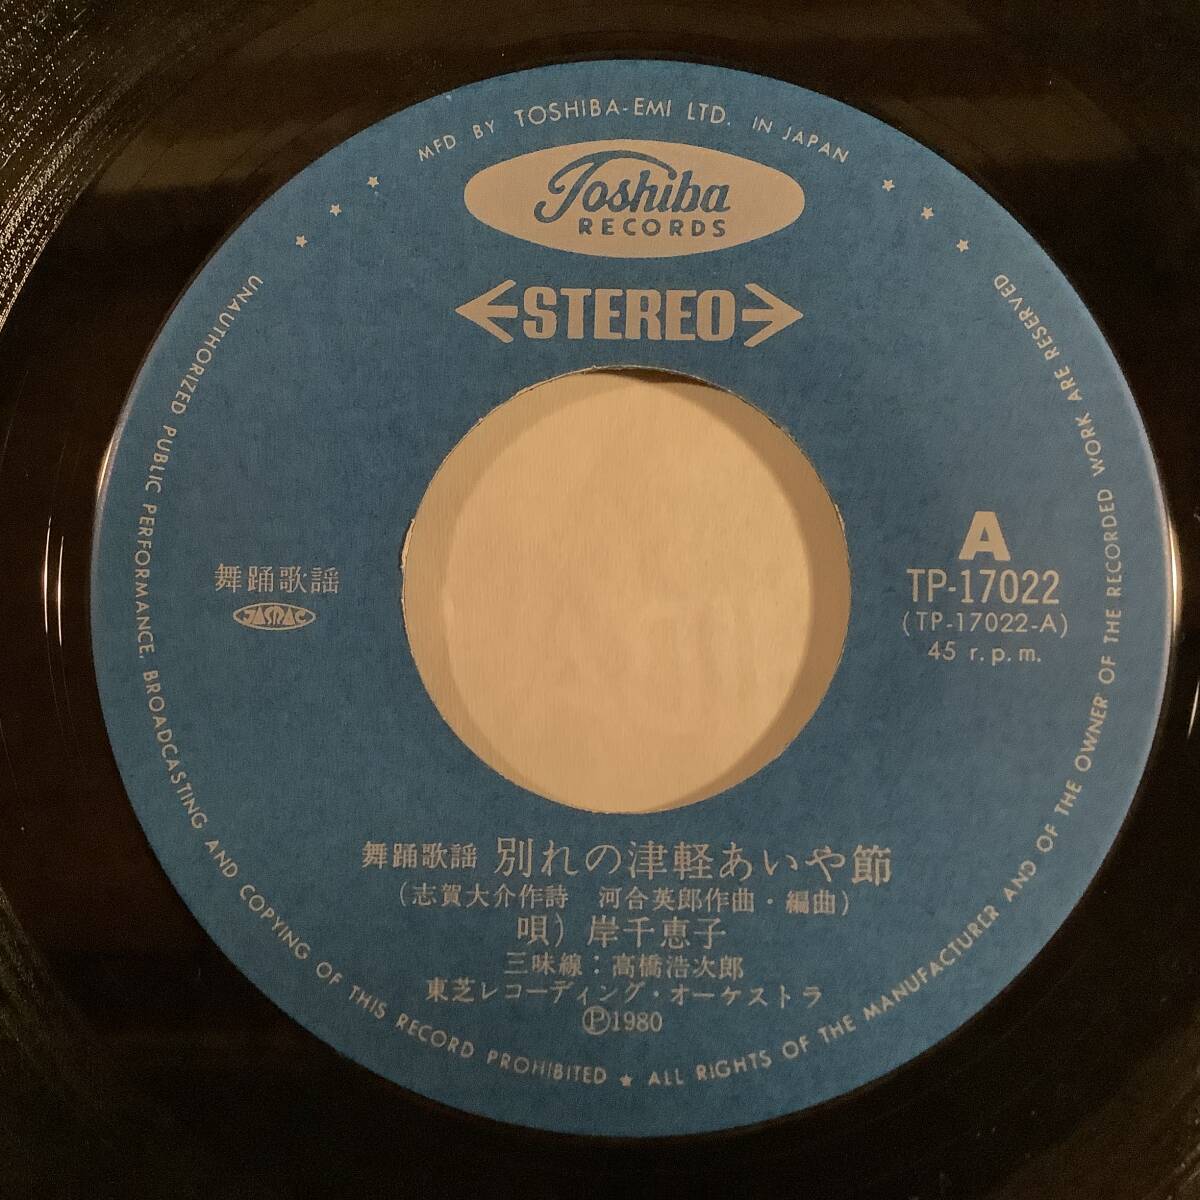 MFD BY TOSHIBA-EMI LTD. IN JAPAN
Toshiba
RECORDS
STEREO
A
TP-17022
(TP-17022-A)
45 r.p.m.
舞踊歌謡
JASRAC
舞踊歌謡 別れの津軽あいや節
(志賀大介作詩 河合英郎作曲・編曲)
唄) 岸千恵子
三味線:高橋浩次郎
東芝レコーディング・オーケストラ
Ⓟ1980
UNAUTHORIZED PUBLIC PERFORMANCE, BROADCASTING AND COPYING OF THIS RECORD PROHIBITED ★ ALL RIGHTS OF THE MANUFACTURER AND OF THE OWNER OF THE RECORDED WORK ARE RESERVED